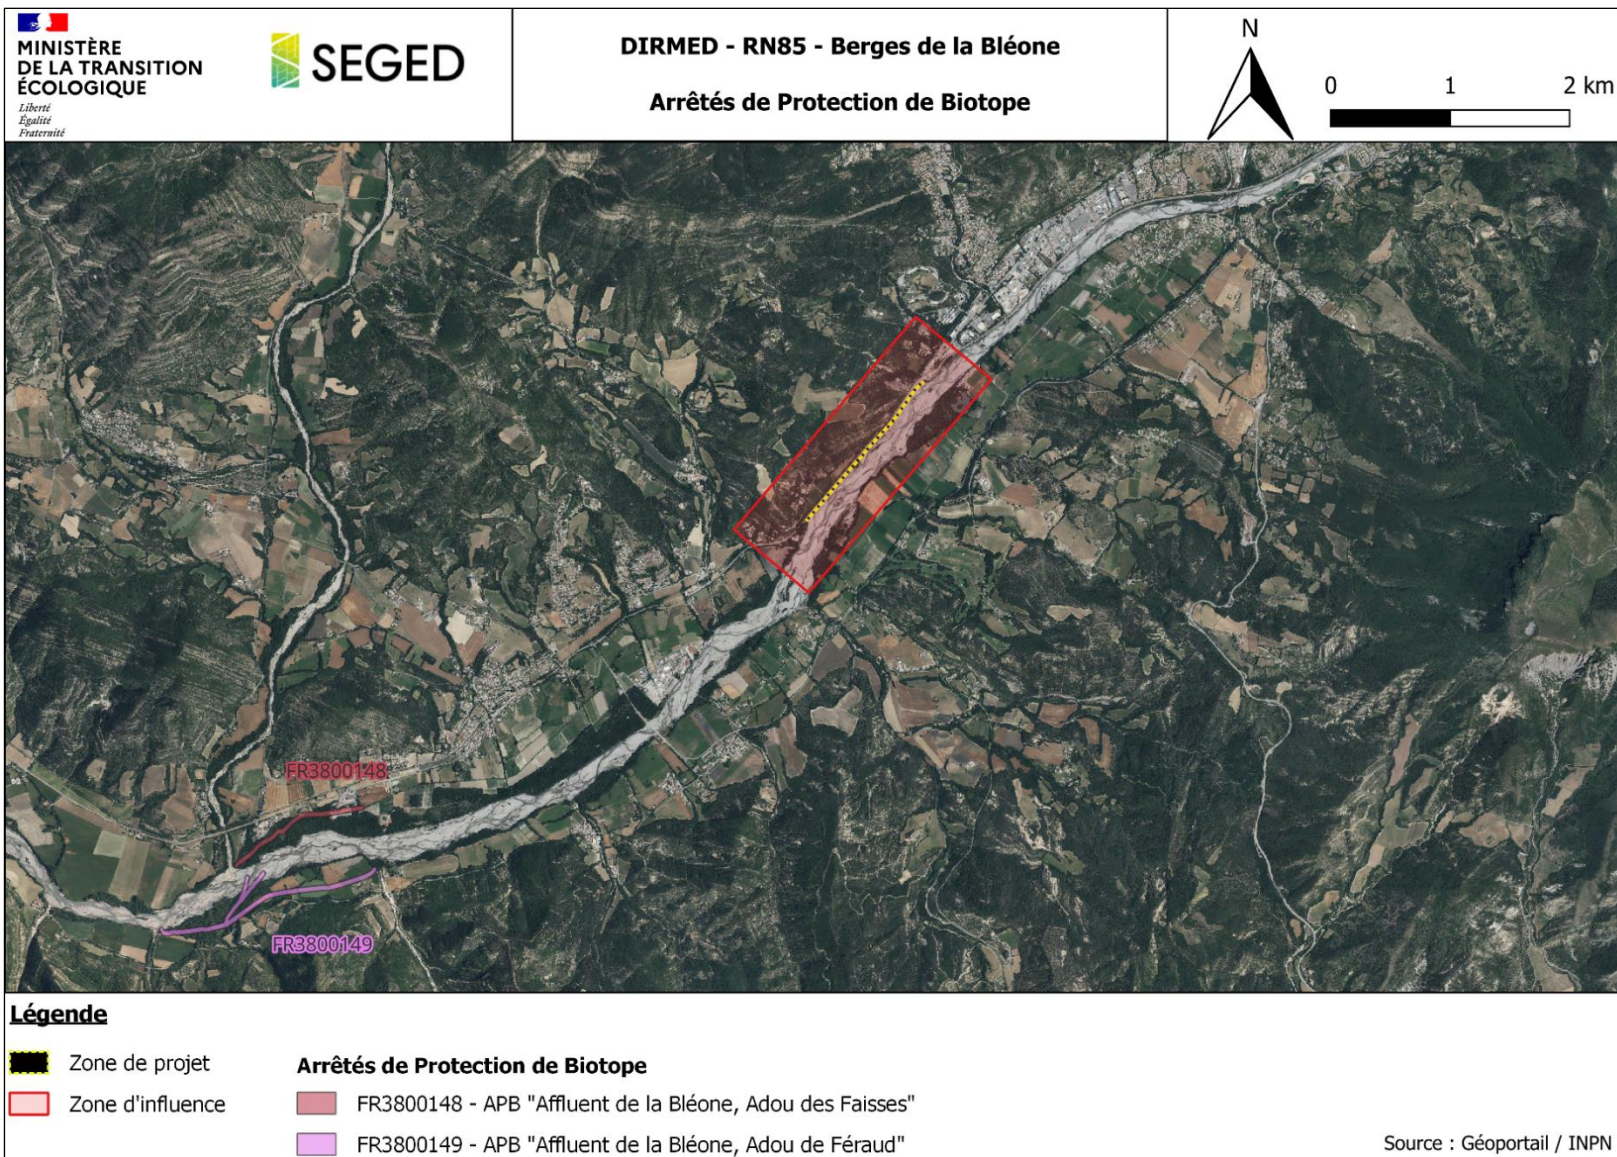 MINISTÈRE
DE LA TRANSITION
ÉCOLOGIQUE
Liberté
Égalité
Fraternité
SEGED
DIRMED - RN85 - Berges de la Bléone
Arrêtés de Protection de Biotope
N
0 1 2 km
FR3800148
FR3800149
Légende
Zone de projet
Zone d'influence
Arrêtés de Protection de Biotope
FR3800148 - APB "Affluent de la Bléone, Adou des Faisses"
FR3800149 - APB "Affluent de la Bléone, Adou de Féraud"
Source : Géoportail / INPN